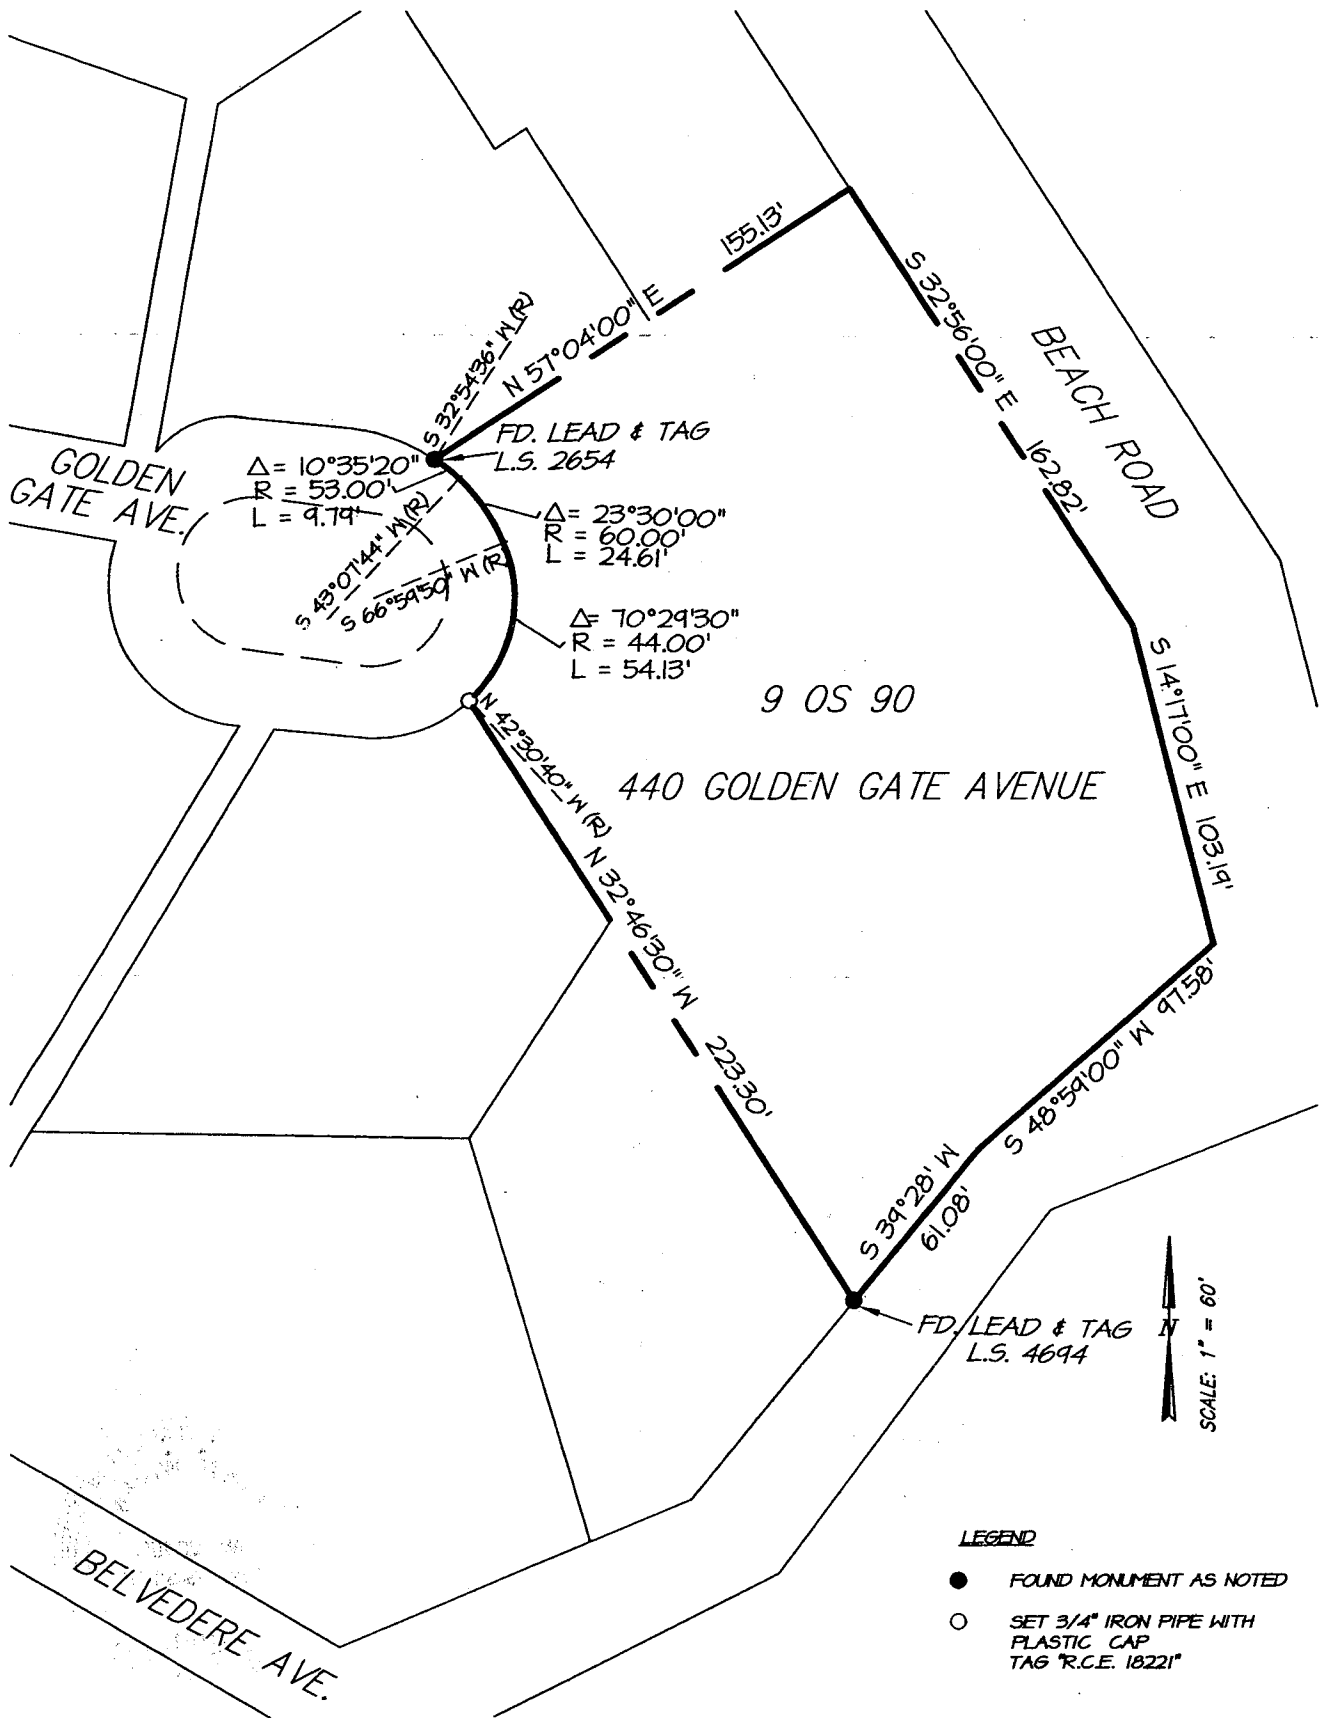 155.13'
N 57°04'00" E
S 32°56'00" E
162.82'
BEACH ROAD
S 32°54'36" W (R)
FD. LEAD & TAG
L.S. 2654
GOLDEN
GATE AVE.
Δ= 10°35'20"
R = 53.00'
L = 9.79'
Δ= 23°30'00"
R = 60.00'
L = 24.61'
S 43°07'44" W (R)
S 66°59'50" W (R)
Δ= 70°29'30"
R = 44.00'
L = 54.13'
S 14°17'00" E 103.19'
9 OS 90
440 GOLDEN GATE AVENUE
N 42°30'40" W (R)
N 32°46'30" W
223.30'
S 48°59'00" W 97.58'
S 39°28' W
61.08'
FD. LEAD & TAG
L.S. 4694
N
SCALE: 1" = 60'
BELVEDERE AVE.
LEGEND
FOUND MONUMENT AS NOTED
SET 3/4" IRON PIPE WITH
PLASTIC CAP
TAG "R.C.E. 18221"